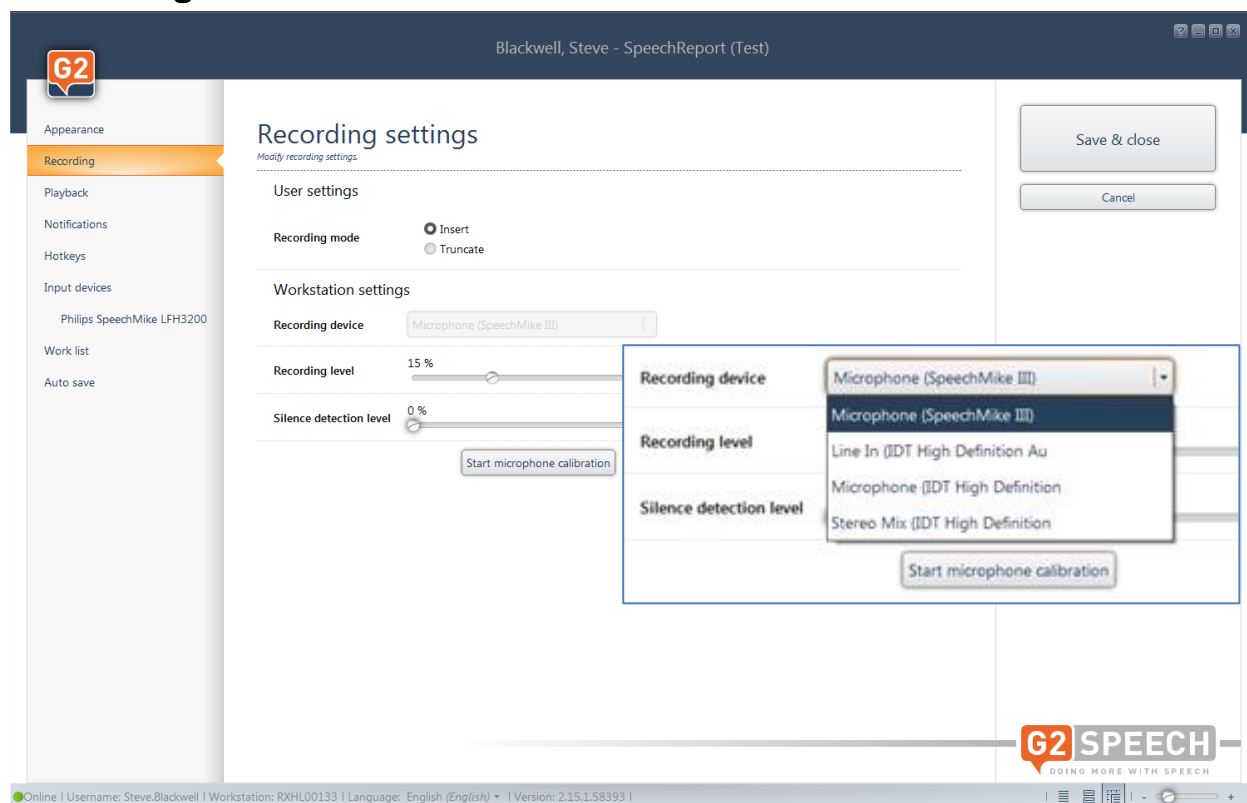 Blackwell, Steve - SpeechReport (Test)
G2
Appearance
Recording
Playback
Notifications
Hotkeys
Input devices
Philips SpeechMike LFH3200
Work list
Auto save
Recording settings
Modify recording settings.
User settings
Recording mode
Insert
Truncate
Workstation settings
Recording device Microphone (SpeechMike III)
Recording level 15 %
Silence detection level 0 %
Start microphone calibration
Save & close
Cancel
Recording device Microphone (SpeechMike III)
Microphone (SpeechMike III)
Line In (IDT High Definition Au
Recording level
Microphone (IDT High Definition
Silence detection level
Stereo Mix (IDT High Definition
Start microphone calibration
G2 SPEECH
DOING MORE WITH SPEECH
Online | Username: Steve.Blackwell | Workstation: RXHL00133 | Language: English (English) | Version: 2.15.1.58393 |